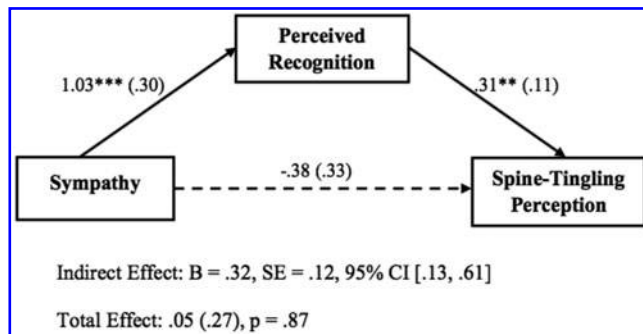 Perceived
Recognition
1.03*** (.30)
.31** (.11)
Sympathy
-.38 (.33)
Spine-Tingling
Perception
Indirect Effect: B = .32, SE = .12, 95% CI [.13, .61]
Total Effect: .05 (.27), p = .87